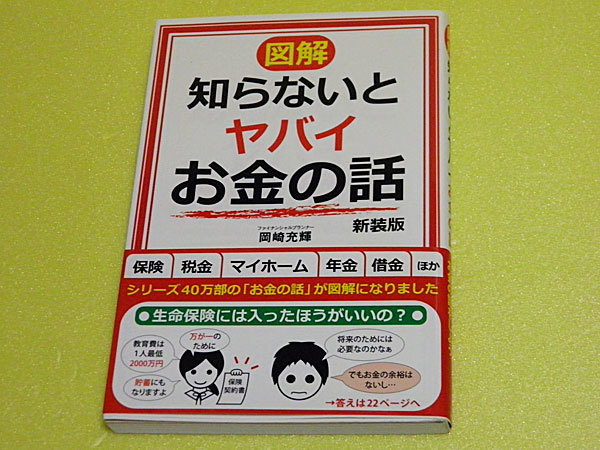 図解
知らないと
ヤバイ
お金の話
新装版
ファイナンシャルプランナー
岡崎充輝
保険 税金 マイホーム 年金 借金 ほか
シリーズ40万部の「お金の話」が図解になりました
●生命保険には入ったほうがいいの？●
教育費は
1人最低
2000万円
万が一の
ために
貯蓄にも
なりますよ
保険
契約書
将来のためには
必要なのかなぁ
でもお金の余裕は
ないし…
→答えは22ページへ